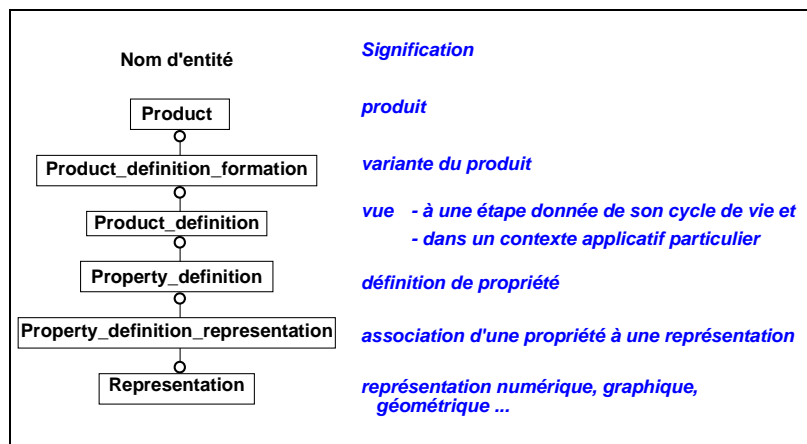 Nom d'entité Signification
Product produit
Product_definition_formation variante du produit
Product_definition vue - à une étape donnée de son cycle de vie et
- dans un contexte applicatif particulier
Property_definition définition de propriété
Property_definition_representation association d'une propriété à une représentation
Representation représentation numérique, graphique,
géométrique ...